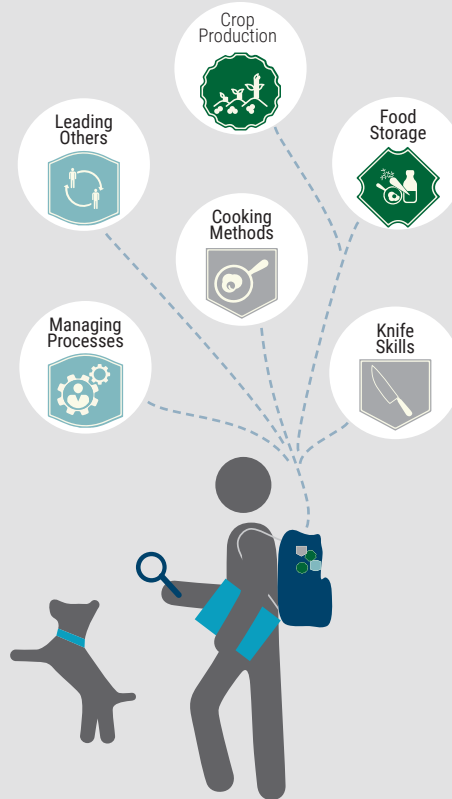 Crop
Production
Leading
Others
Food
Storage
Cooking
Methods
Managing
Processes
Knife
Skills